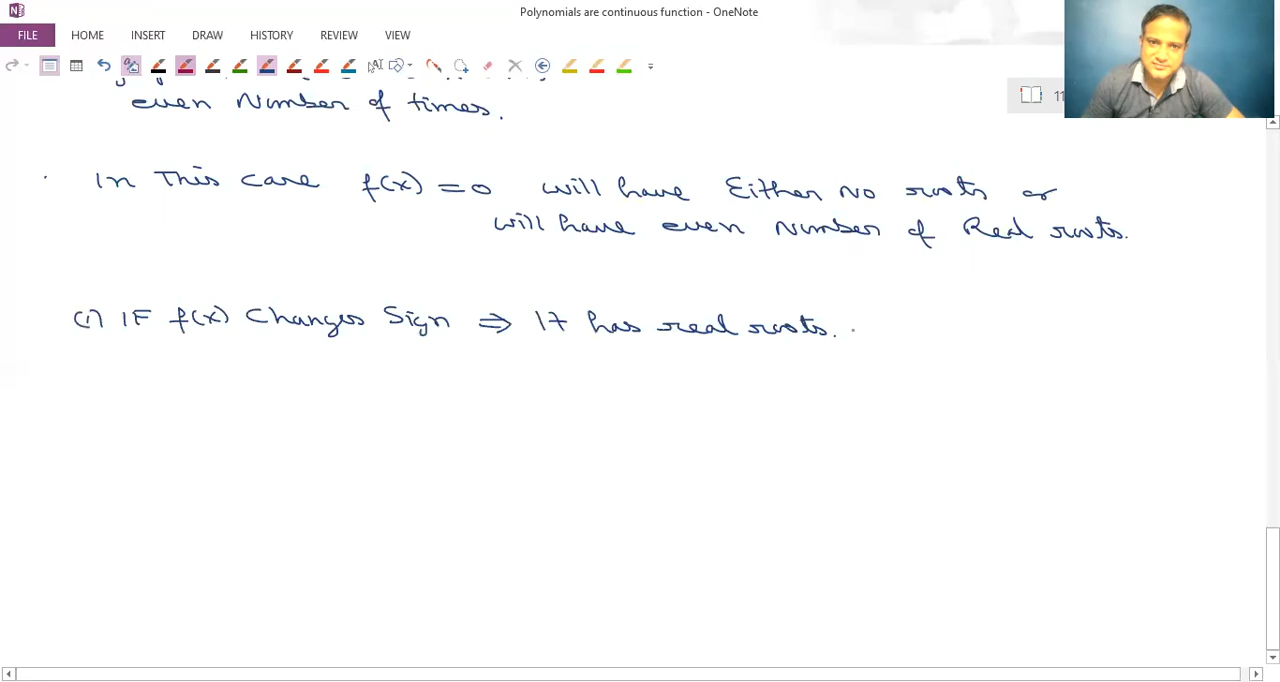 Polynomials are continuous function - OneNote
FILE HOME INSERT DRAW HISTORY REVIEW VIEW
even Number of times.
11
In This Case f(x) = 0 will have Either No roots or
will have even Number of Real roots.
(1) IF f(x) Changes Sign ⇒ It has real roots.